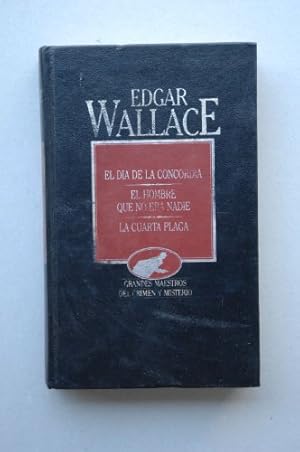 EDGAR
WALLACE
EL DIA DE LA CONCORDIA
EL HOMBRE
QUE NO ERA NADIE
LA CUARTA PLAGA
GRANDES MAESTROS
DEL CRIMEN Y MISTERIO